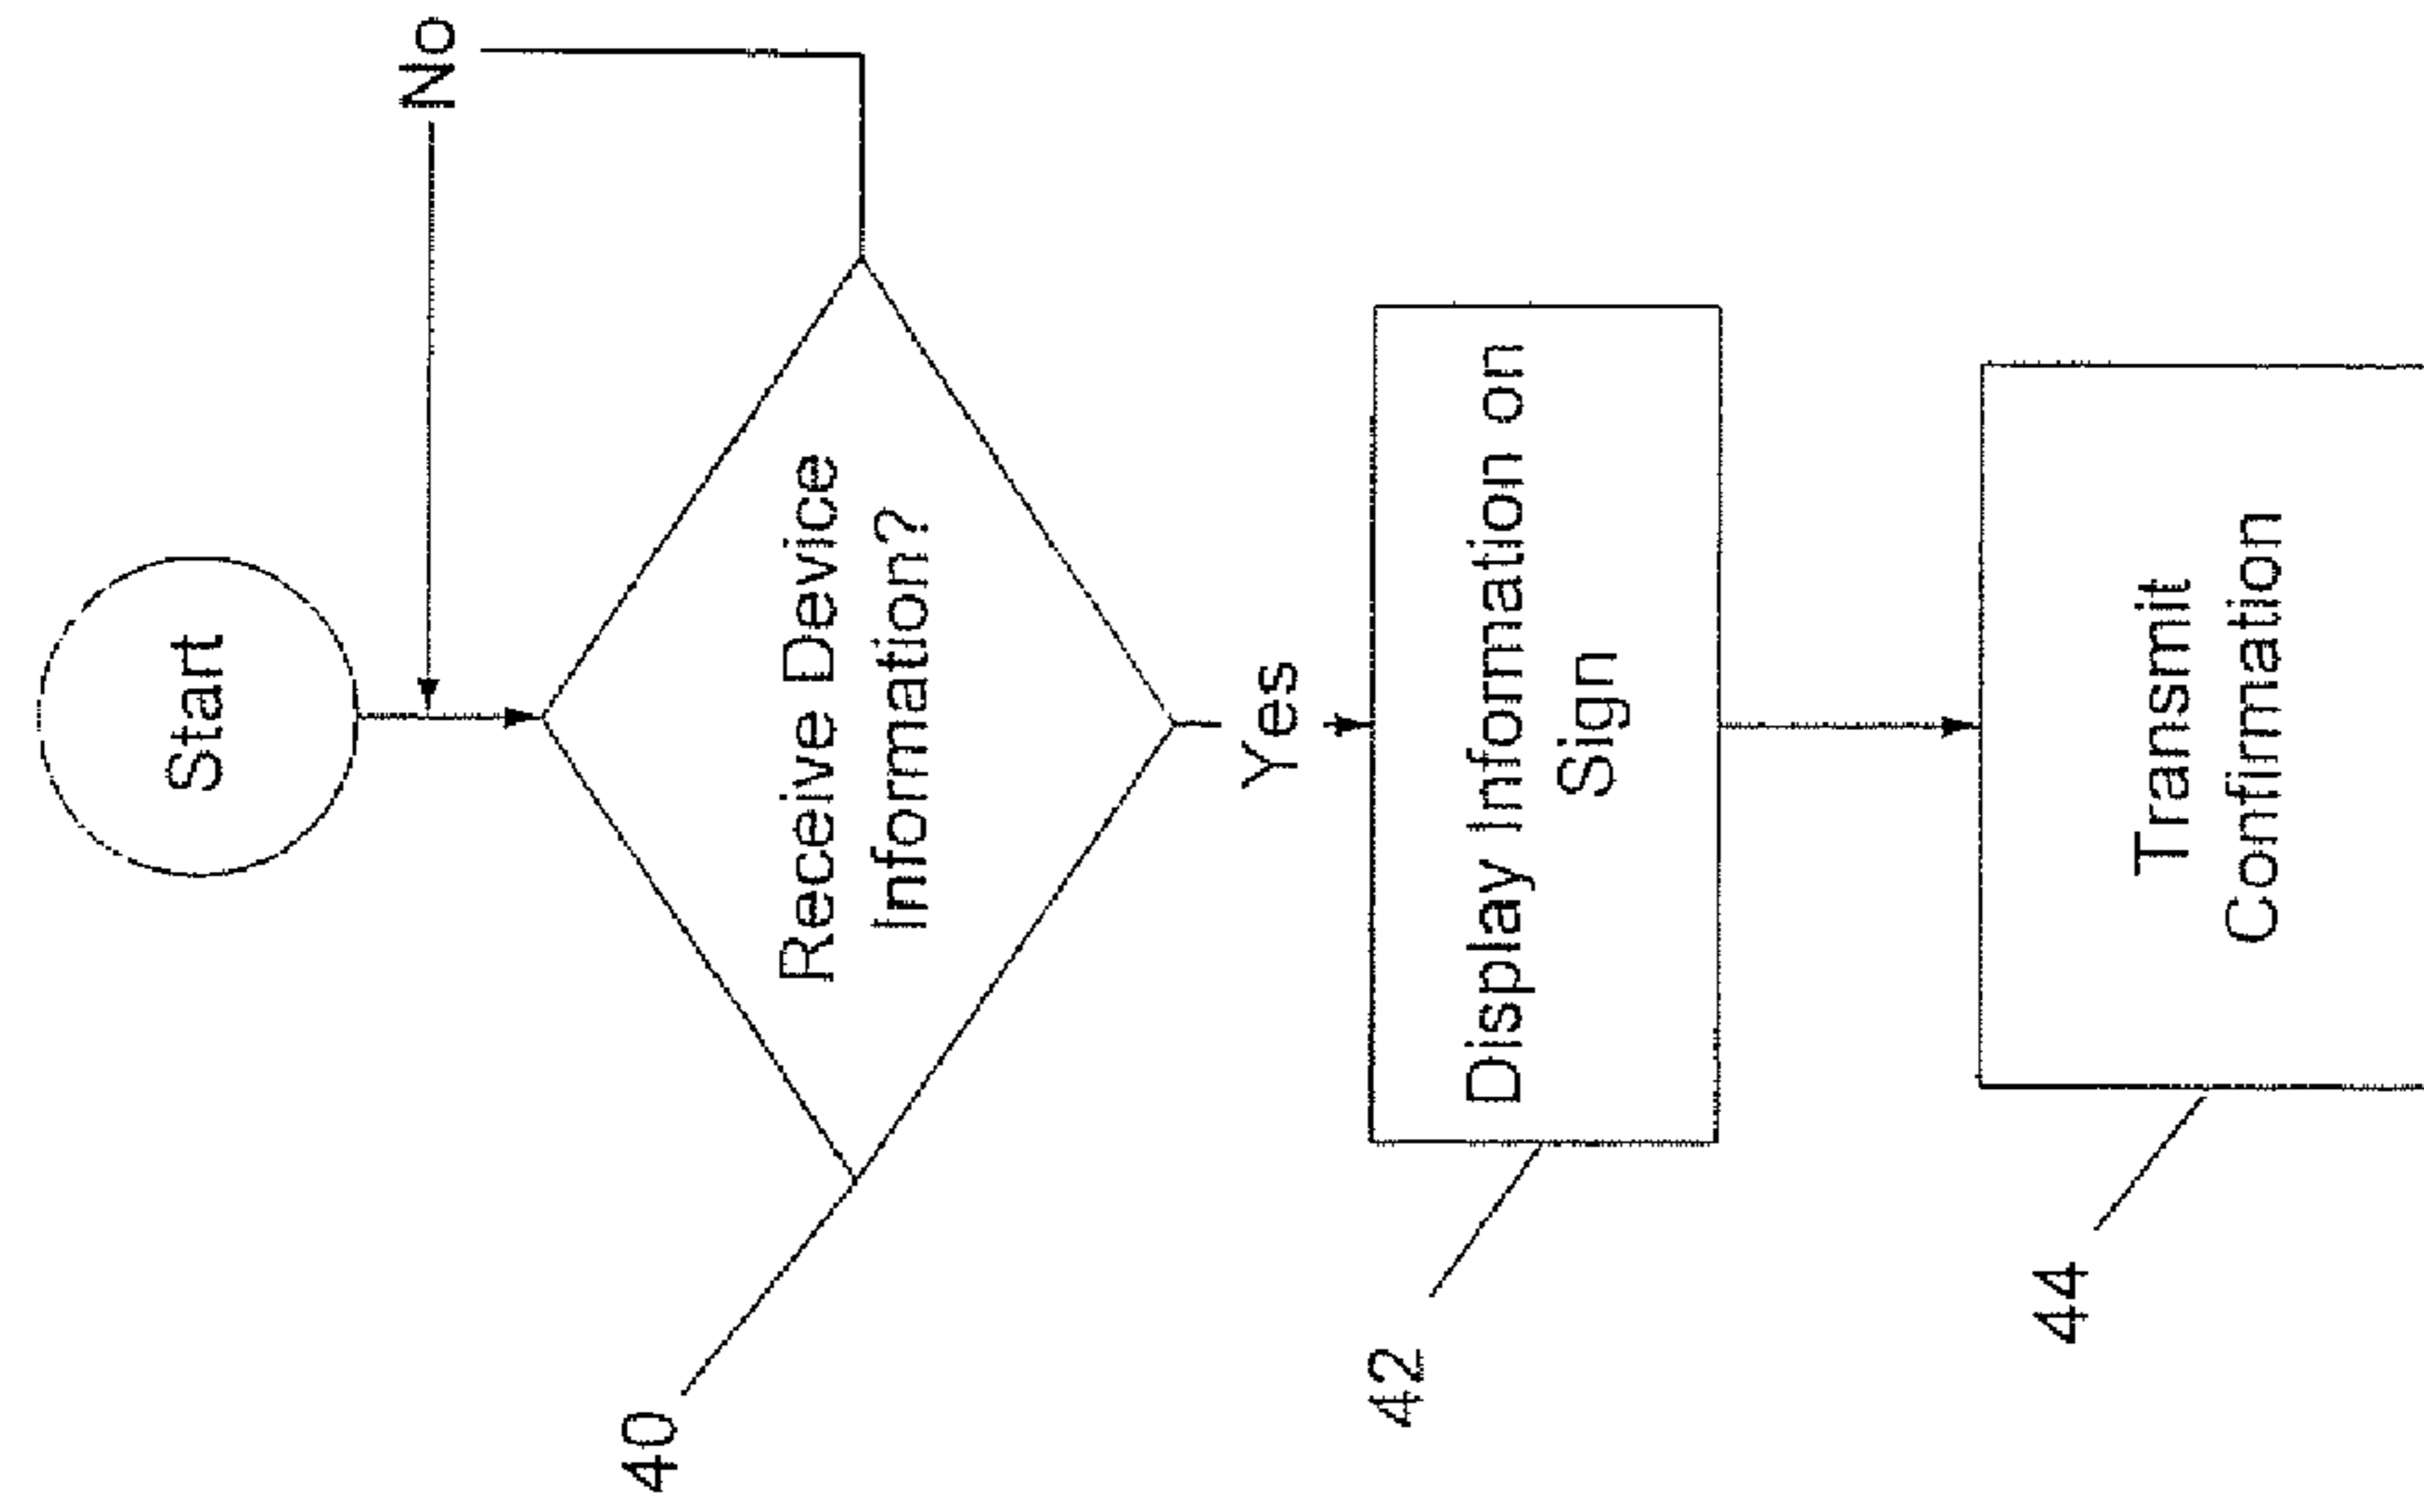 Start
No
Receive Device
Information?
40
Yes
Display Information on
Sign
42
Transmit
Confirmation
44